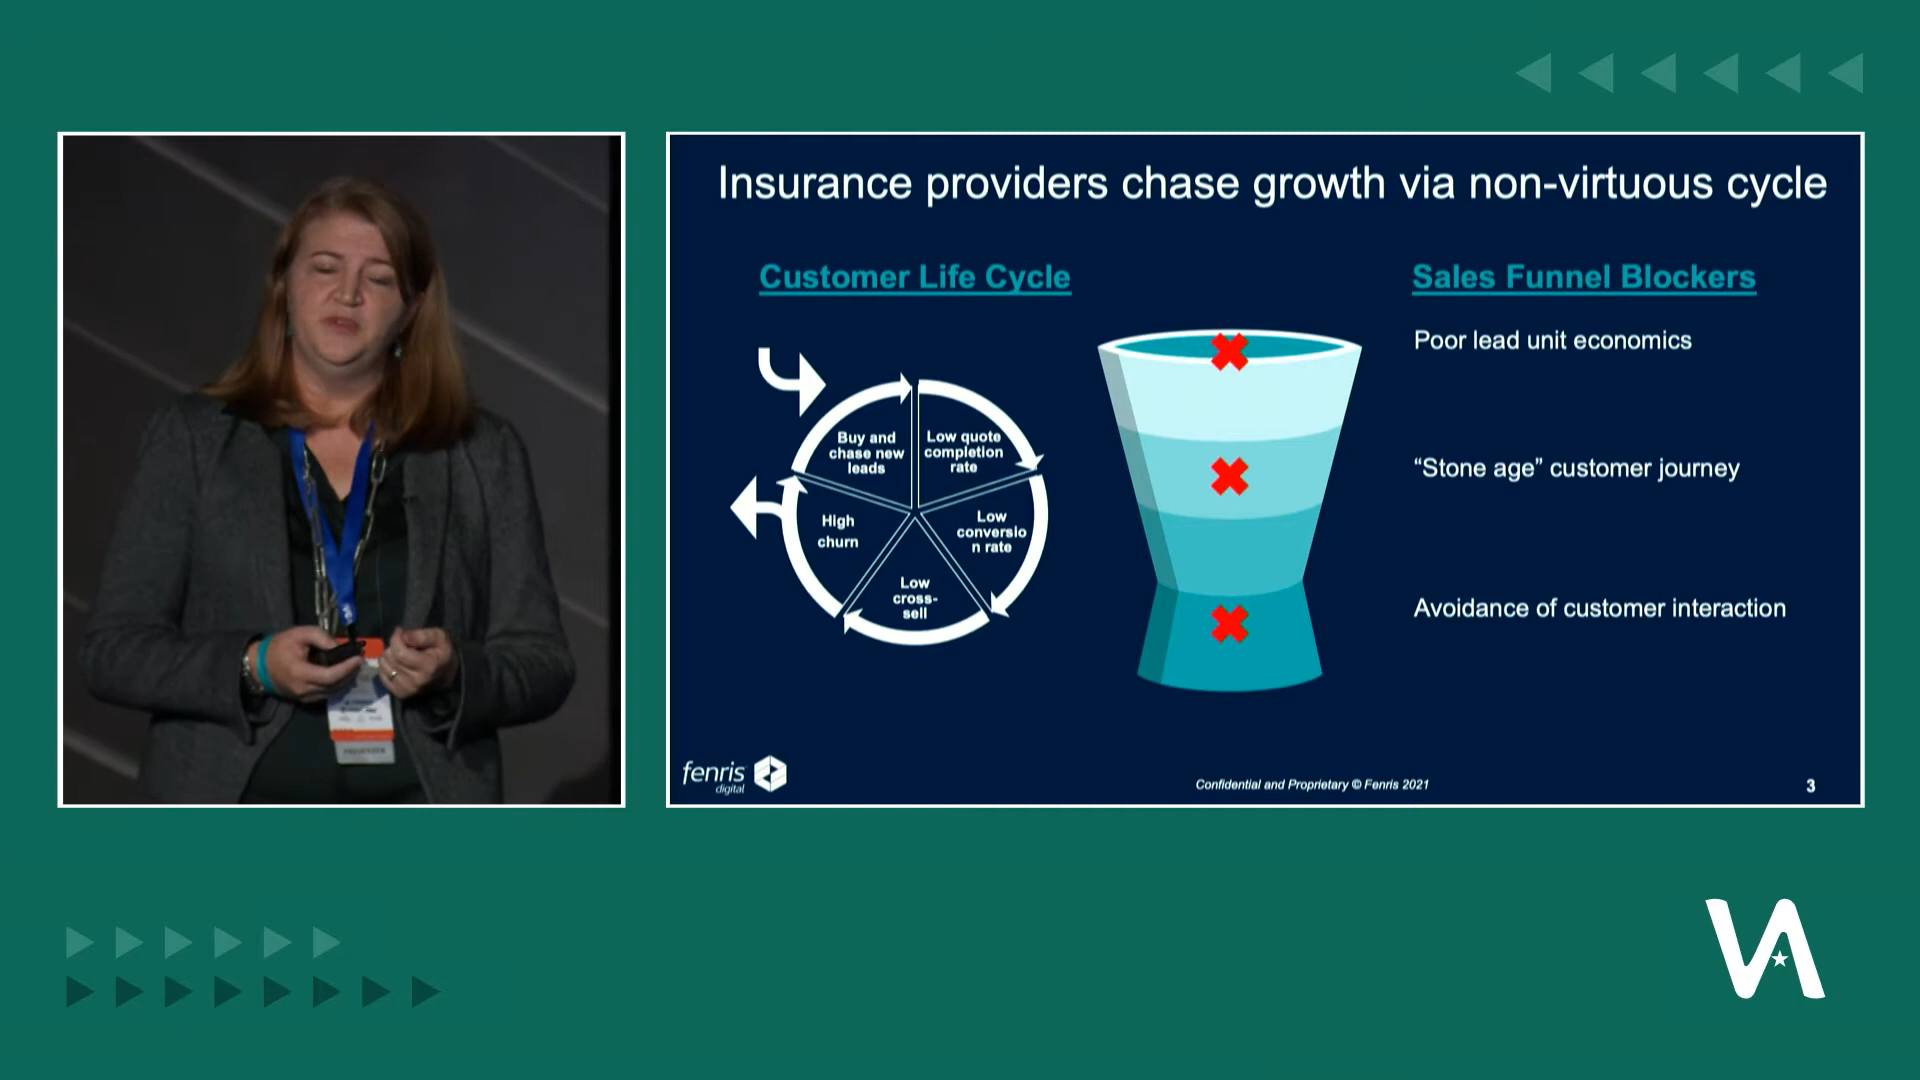 Insurance providers chase growth via non-virtuous cycle
Customer Life Cycle
Buy and
chase new
leads
Low quote
completion
rate
Low
conversio
n rate
Low
cross-
sell
High
churn
Sales Funnel Blockers
Poor lead unit economics
“Stone age” customer journey
Avoidance of customer interaction
fenris
digital
Confidential and Proprietary © Fenris 2021
3